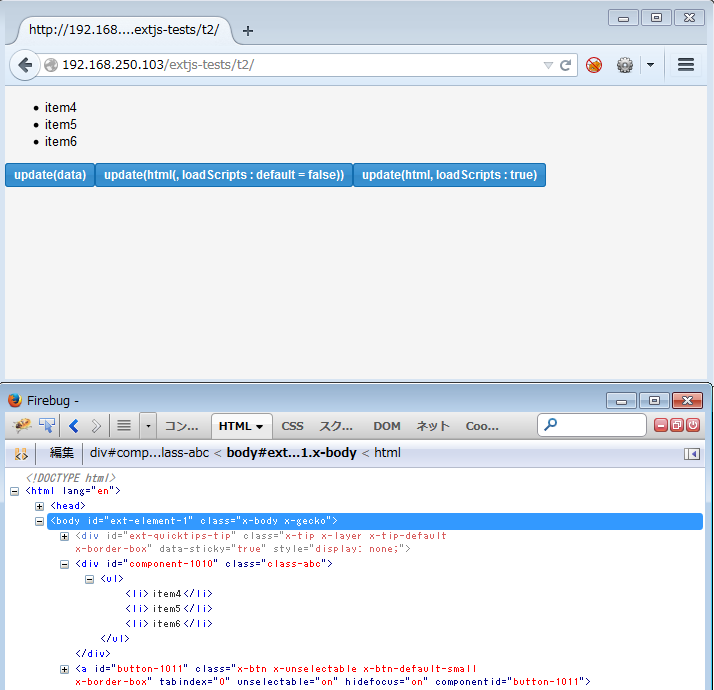 http://192.168....extjs-tests/t2/
192.168.250.103/extjs-tests/t2/
item4
item5
item6
update(data) update(html(, loadScripts : default = false)) update(html, loadScripts : true)
Firebug -
コン... HTML CSS スク... DOM ネット Coo...
編集 div#comp...lass-abc < body#ext...1.x-body < html
<!DOCTYPE html>
<html lang="en">
<head>
<body id="ext-element-1" class="x-body x-gecko">
<div id="ext-quicktips-tip" class="x-tip x-layer x-tip-default
x-border-box" data-sticky="true" style="display: none;">
<div id="component-1010" class="class-abc">
<ul>
<li>item4</li>
<li>item5</li>
<li>item6</li>
</ul>
</div>
<a id="button-1011" class="x-btn x-unselectable x-btn-default-small
x-border-box" tabindex="0" unselectable="on" hidefocus="on" componentid="button-1011">